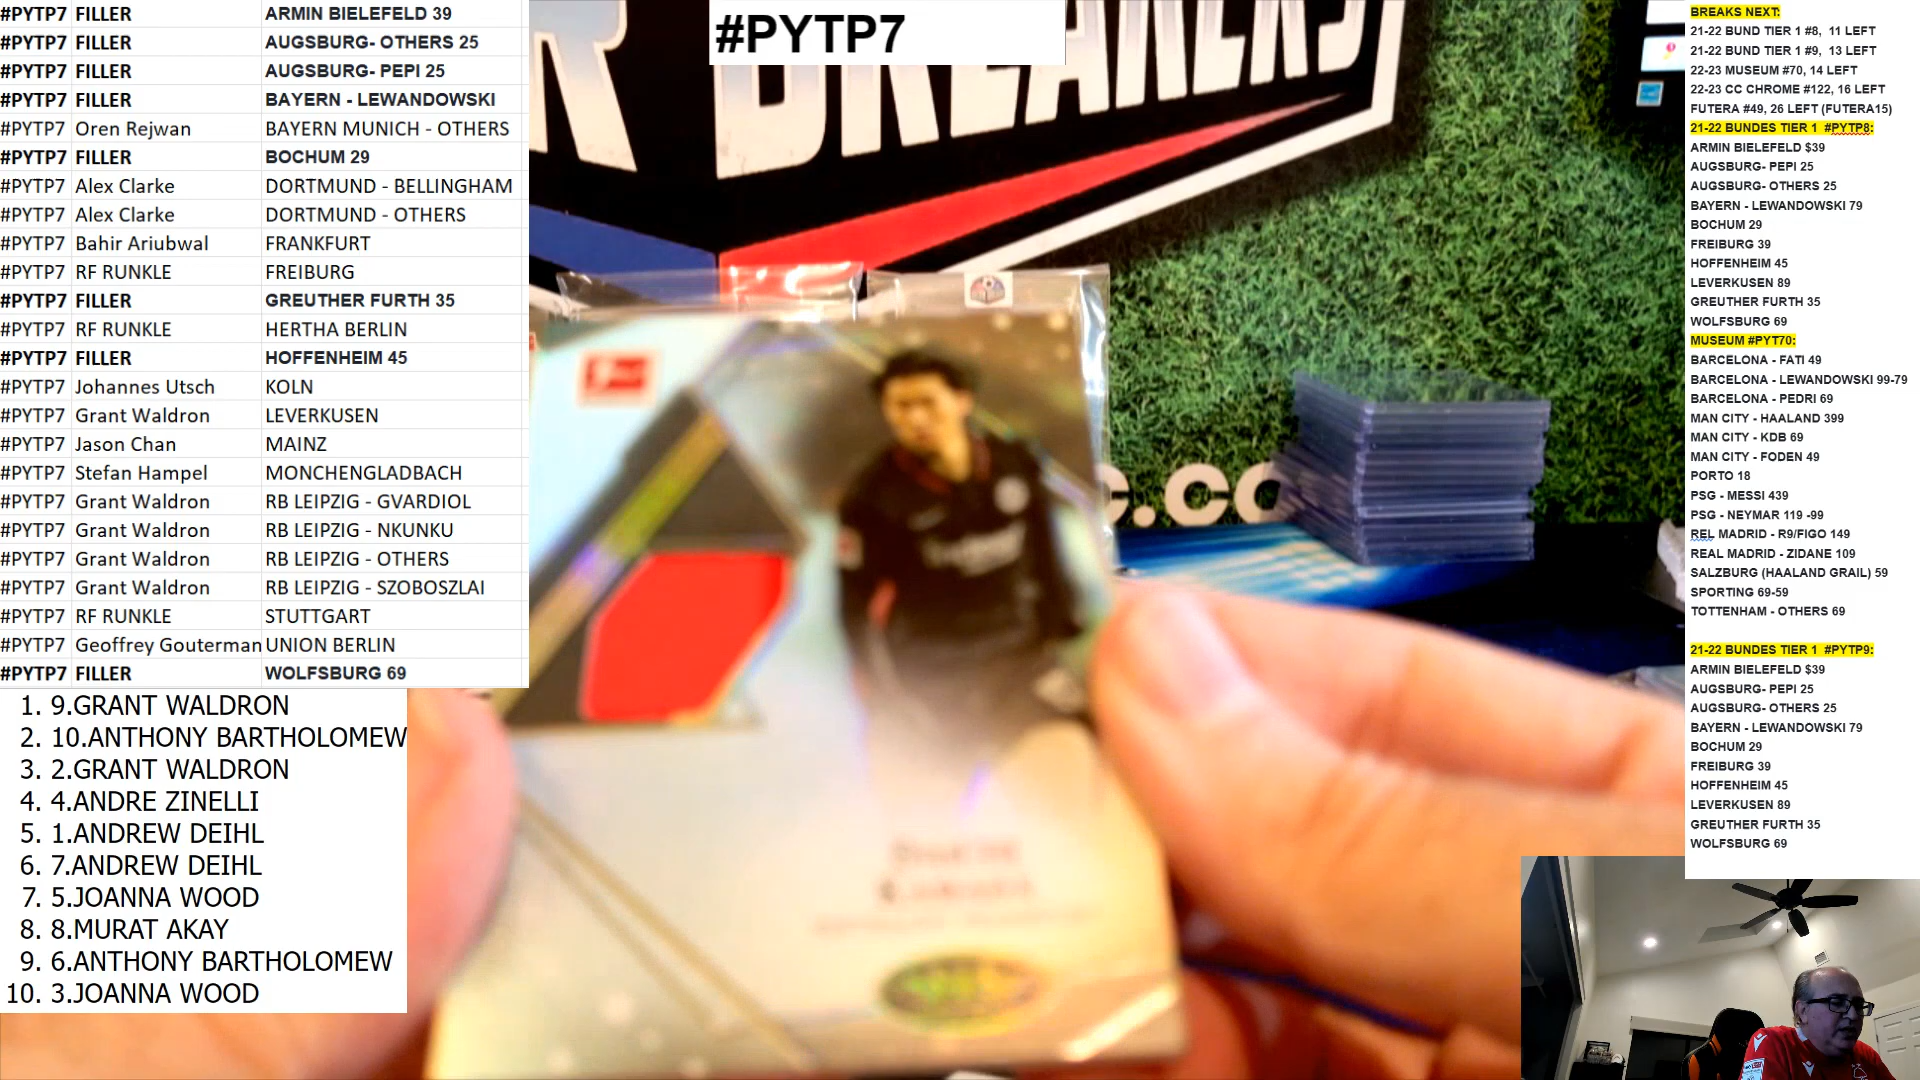 #PYTP7 FILLER ARMIN BIELEFELD 39
#PYTP7 FILLER AUGSBURG- OTHERS 25
#PYTP7 FILLER AUGSBURG- PEPI 25
#PYTP7 FILLER BAYERN - LEWANDOWSKI
#PYTP7 Oren Rejwan BAYERN MUNICH - OTHERS
#PYTP7 FILLER BOCHUM 29
#PYTP7 Alex Clarke DORTMUND - BELLINGHAM
#PYTP7 Alex Clarke DORTMUND - OTHERS
#PYTP7 Bahir Ariubwal FRANKFURT
#PYTP7 RF RUNKLE FREIBURG
#PYTP7 FILLER GREUTHER FURTH 35
#PYTP7 RF RUNKLE HERTHA BERLIN
#PYTP7 FILLER HOFFENHEIM 45
#PYTP7 Johannes Utsch KOLN
#PYTP7 Grant Waldron LEVERKUSEN
#PYTP7 Jason Chan MAINZ
#PYTP7 Stefan Hampel MONCHENGLADBACH
#PYTP7 Grant Waldron RB LEIPZIG - GVARDIOL
#PYTP7 Grant Waldron RB LEIPZIG - NKUNKU
#PYTP7 Grant Waldron RB LEIPZIG - OTHERS
#PYTP7 Grant Waldron RB LEIPZIG - SZOBOSZLAI
#PYTP7 RF RUNKLE STUTTGART
#PYTP7 Geoffrey Gouterman UNION BERLIN
#PYTP7 FILLER WOLFSBURG 69
1. 9.GRANT WALDRON
2. 10.ANTHONY BARTHOLOMEW
3. 2.GRANT WALDRON
4. 4.ANDRE ZINELLI
5. 1.ANDREW DEIHL
6. 7.ANDREW DEIHL
7. 5.JOANNA WOOD
8. 8.MURAT AKAY
9. 6.ANTHONY BARTHOLOMEW
10. 3.JOANNA WOOD
#PYTP7
R BREAKERS
c.co
BREAKS NEXT:
21-22 BUND TIER 1 #8, 11 LEFT
21-22 BUND TIER 1 #9, 13 LEFT
22-23 MUSEUM #70, 14 LEFT
22-23 CC CHROME #122, 16 LEFT
FUTERA #49, 26 LEFT (FUTERA15)
21-22 BUNDES TIER 1 #PYTP8:
ARMIN BIELEFELD $39
AUGSBURG- PEPI 25
AUGSBURG- OTHERS 25
BAYERN - LEWANDOWSKI 79
BOCHUM 29
FREIBURG 39
HOFFENHEIM 45
LEVERKUSEN 89
GREUTHER FURTH 35
WOLFSBURG 69
MUSEUM #PYT70:
BARCELONA - FATI 49
BARCELONA - LEWANDOWSKI 99-79
BARCELONA - PEDRI 69
MAN CITY - HAALAND 399
MAN CITY - KDB 69
MAN CITY - FODEN 49
PORTO 18
PSG - MESSI 439
PSG - NEYMAR 119 -99
REL MADRID - R9/FIGO 149
REAL MADRID - ZIDANE 109
SALZBURG (HAALAND GRAIL) 59
SPORTING 69-59
TOTTENHAM - OTHERS 69
21-22 BUNDES TIER 1 #PYTP9:
ARMIN BIELEFELD $39
AUGSBURG- PEPI 25
AUGSBURG- OTHERS 25
BAYERN - LEWANDOWSKI 79
BOCHUM 29
FREIBURG 39
HOFFENHEIM 45
LEVERKUSEN 89
GREUTHER FURTH 35
WOLFSBURG 69